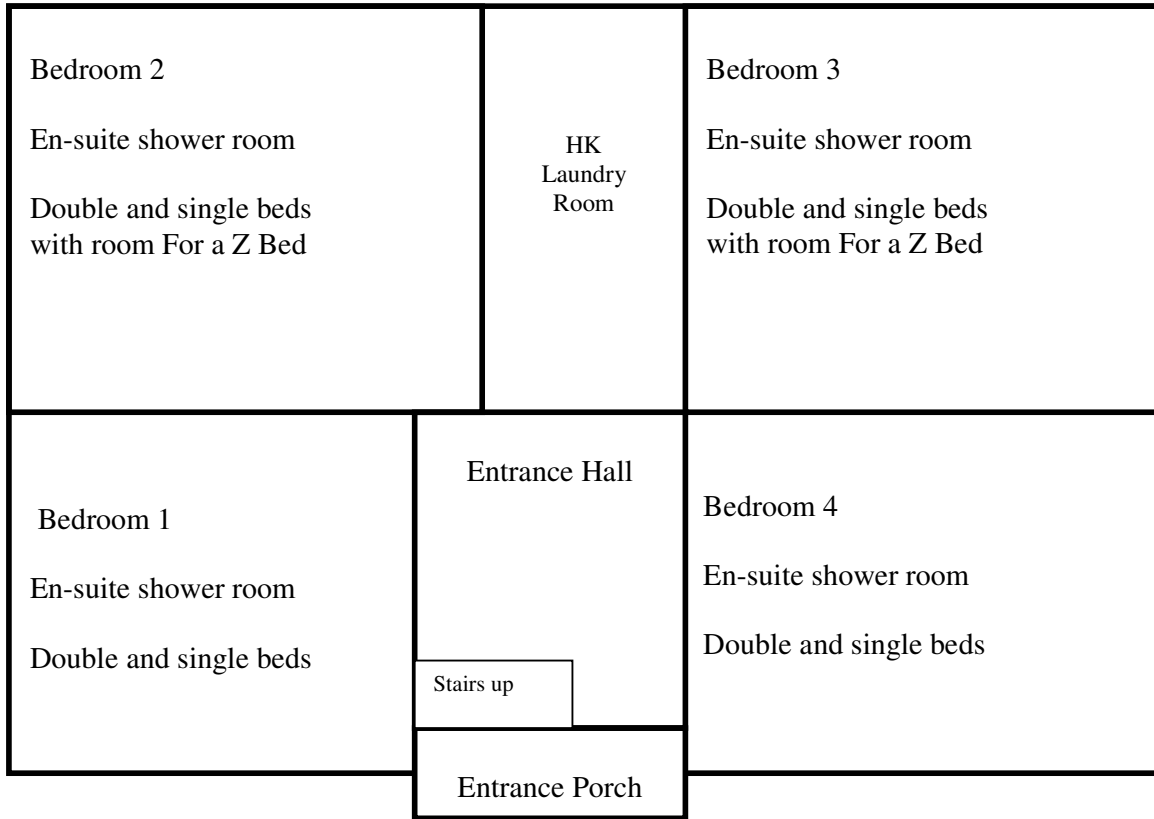 Bedroom 2
En-suite shower room
Double and single beds
with room For a Z Bed
HK
Laundry
Room
Bedroom 3
En-suite shower room
Double and single beds
with room For a Z Bed
Bedroom 1
En-suite shower room
Double and single beds
Entrance Hall
Stairs up
Entrance Porch
Bedroom 4
En-suite shower room
Double and single beds